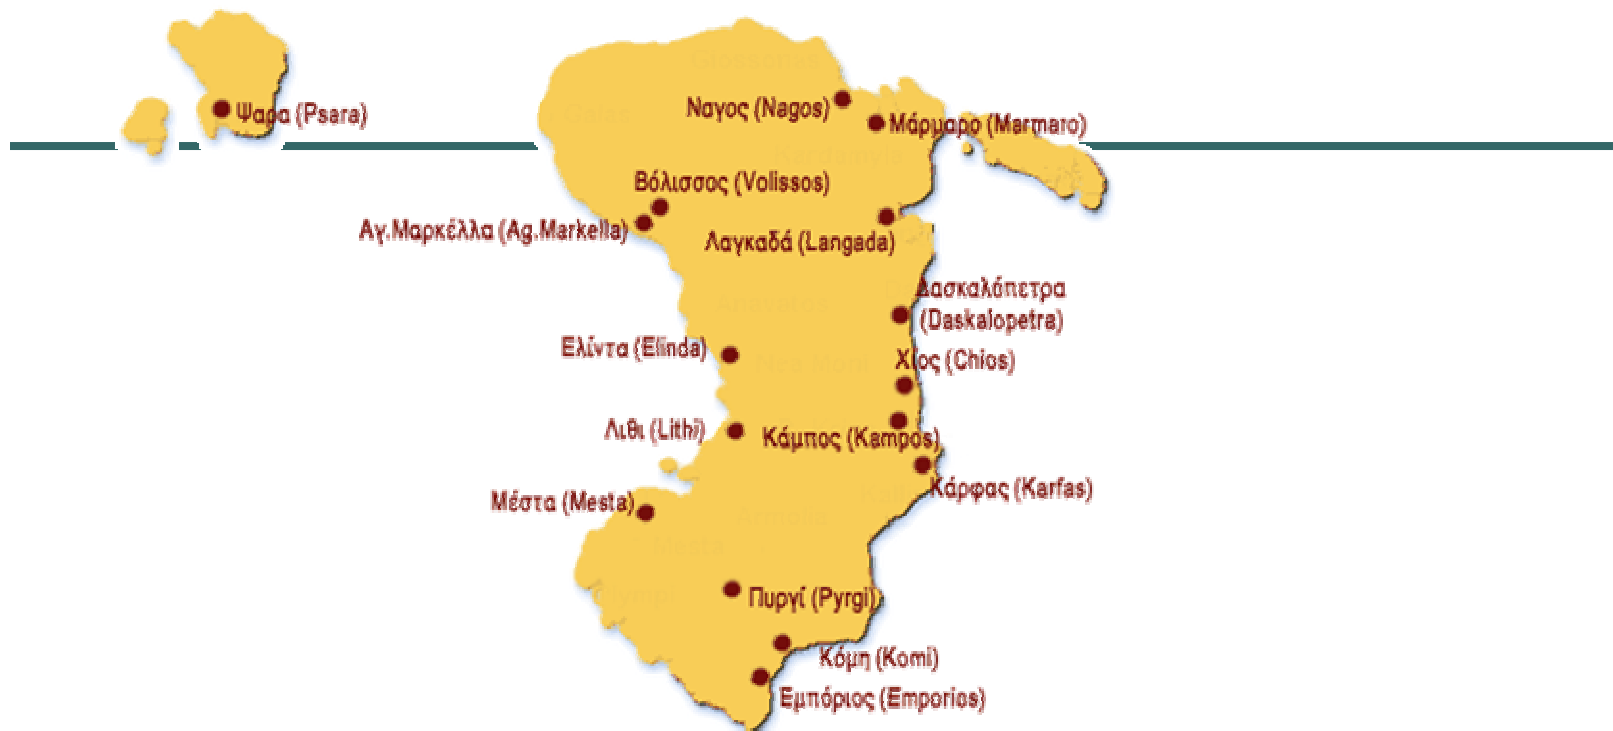 Ψαρα (Psara)
Ναγος (Nagos)
Μάρμαρο (Marmaro)
Βόλισσος (Volissos)
Αγ.Μαρκέλλα (Ag.Markella)
Λαγκαδά (Langada)
Δασκαλόπετρα
(Daskalopetra)
Ελίντα (Elinda)
Χίος (Chios)
Λιθι (Lithi)
Κάμπος (Kampos)
Κάρφας (Karfas)
Μέστα (Mesta)
Πυργί (Pyrgi)
Κόμη (Komi)
Εμπόριος (Emporios)